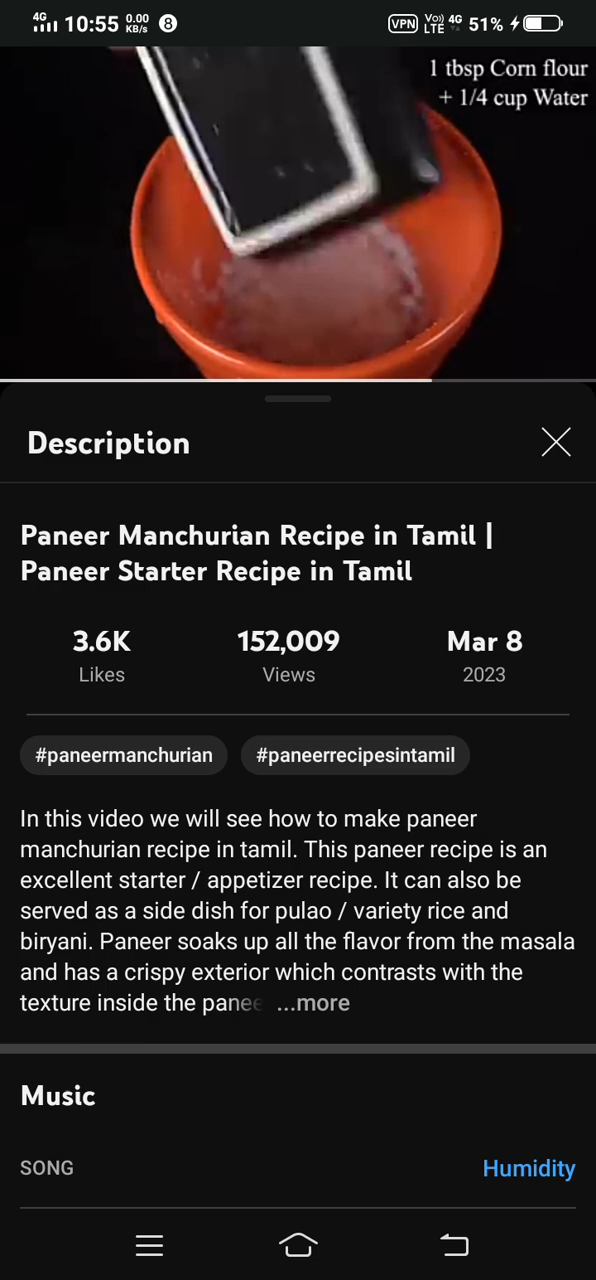 4G 10:55 0.00 KB/s 8 VPN Vo)) LTE 4G 51%
1 tbsp Corn flour
+ 1/4 cup Water
Description
Paneer Manchurian Recipe in Tamil |
Paneer Starter Recipe in Tamil
3.6K 152,009 Mar 8
Likes Views 2023
#paneermanchurian #paneerrecipesintamil
In this video we will see how to make paneer
manchurian recipe in tamil. This paneer recipe is an
excellent starter / appetizer recipe. It can also be
served as a side dish for pulao / variety rice and
biryani. Paneer soaks up all the flavor from the masala
and has a crispy exterior which contrasts with the
texture inside the panee ...more
Music
SONG Humidity